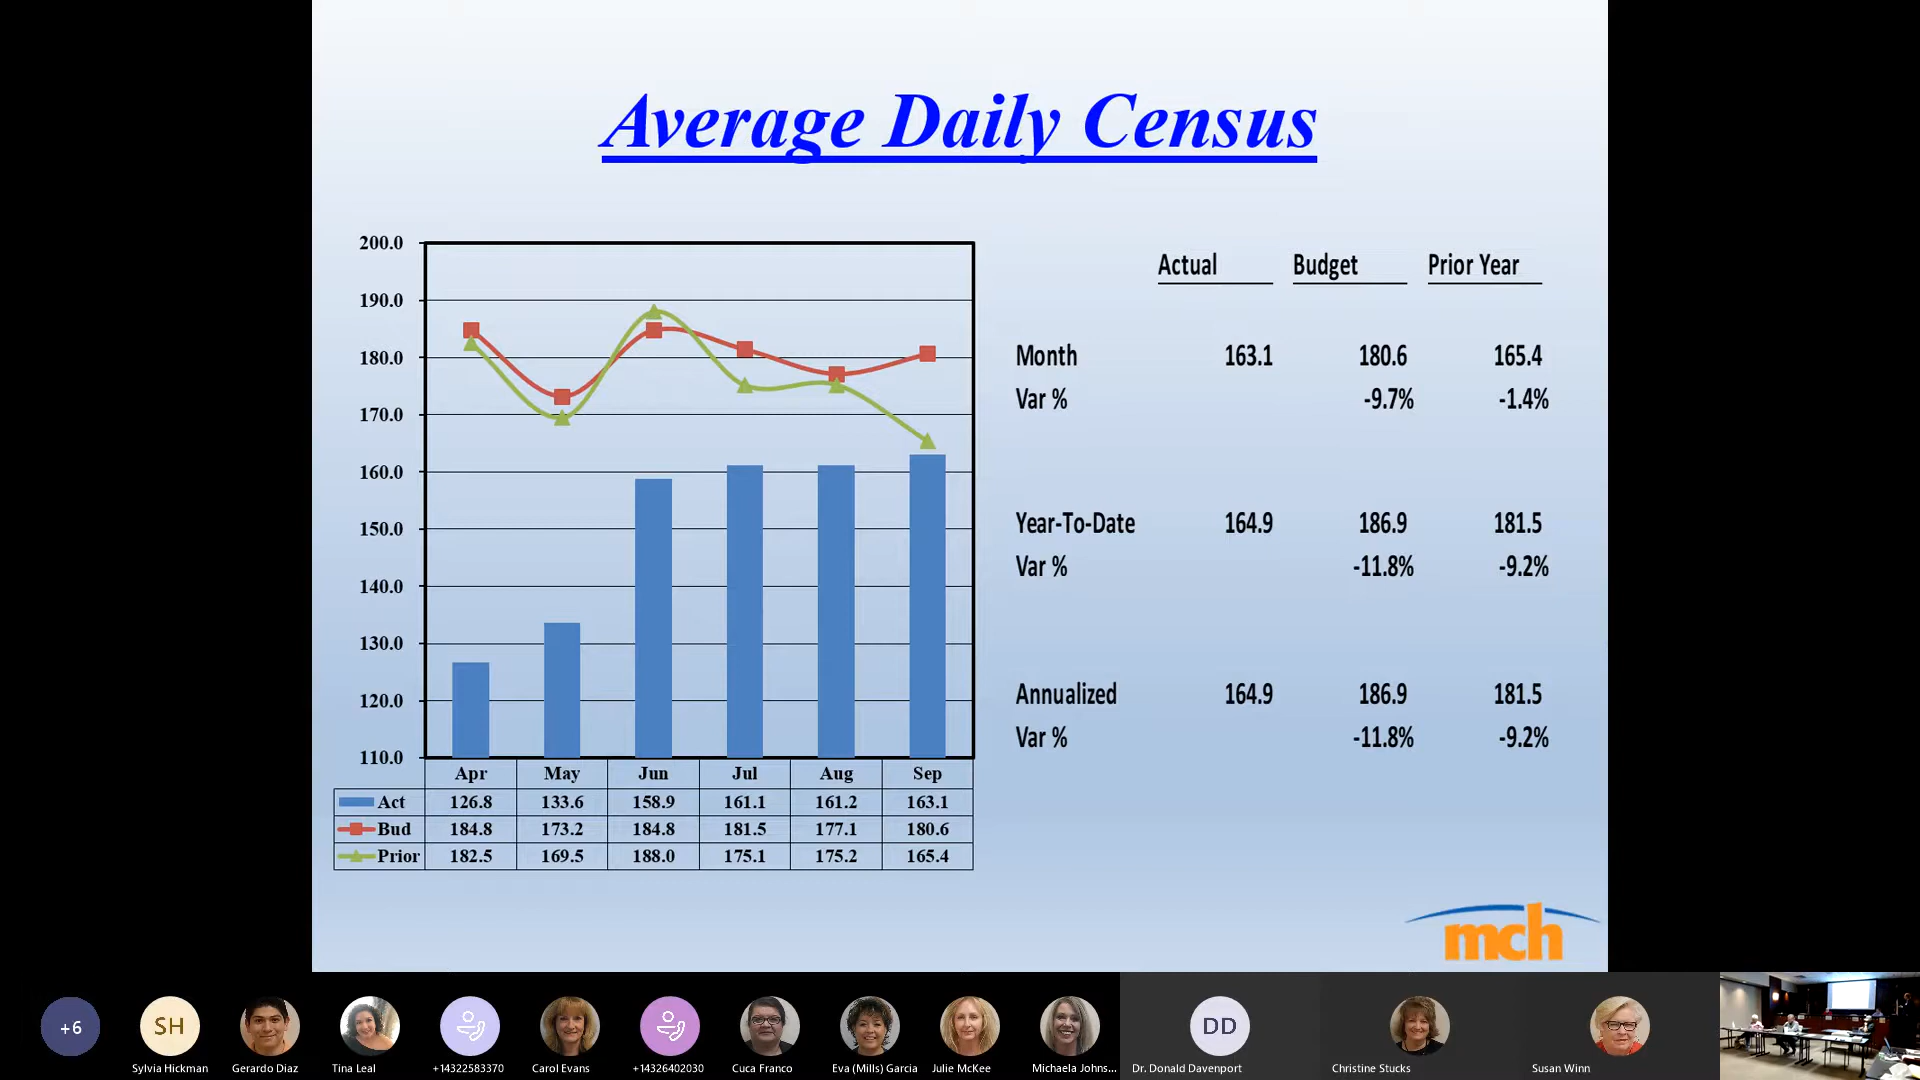 Average Daily Census
200.0
190.0
180.0
170.0
160.0
150.0
140.0
130.0
120.0
110.0
Apr May Jun Jul Aug Sep
Act 126.8 133.6 158.9 161.1 161.2 163.1
Bud 184.8 173.2 184.8 181.5 177.1 180.6
Prior 182.5 169.5 188.0 175.1 175.2 165.4
Actual Budget Prior Year
Month 163.1 180.6 165.4
Var % -9.7% -1.4%
Year-To-Date 164.9 186.9 181.5
Var % -11.8% -9.2%
Annualized 164.9 186.9 181.5
Var % -11.8% -9.2%
mch
+6 SH DD
Sylvia Hickman Gerardo Diaz Tina Leal +14322583370 Carol Evans +14326402030 Cuca Franco Eva (Mills) Garcia Julie McKee Michaela Johns... Dr. Donald Davenport Christine Stucks Susan Winn